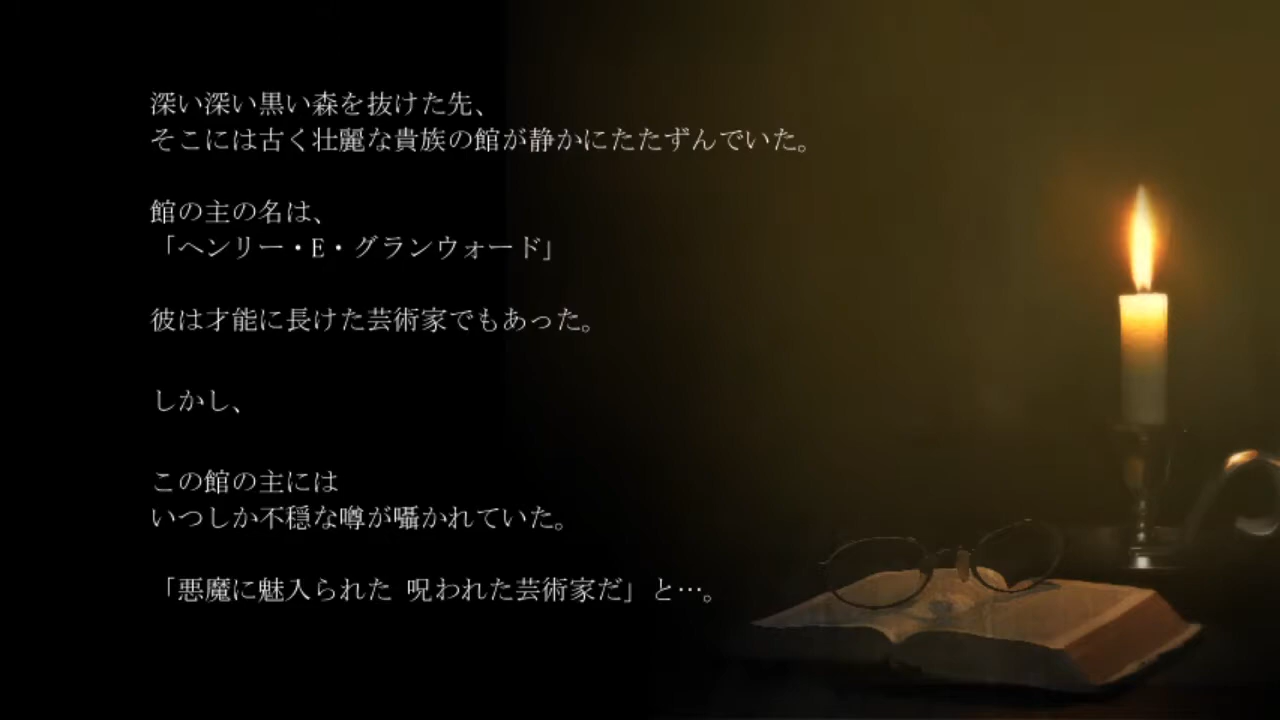 深い深い黒い森を抜けた先、
そこには古く壮麗な貴族の館が静かにたたずんでいた。
館の主の名は、
「ヘンリー・E・グランウォード」
彼は才能に長けた芸術家でもあった。
しかし、
この館の主には
いつしか不穏な噂が囁かれていた。
「悪魔に魅入られた 呪われた芸術家だ」と…。